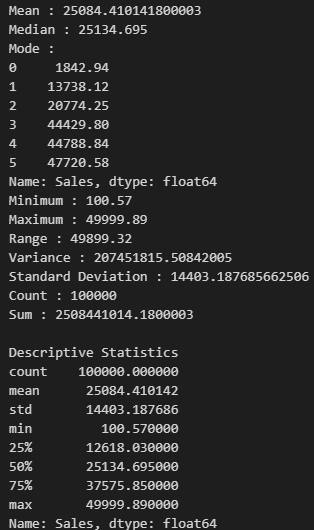 Mean : 25084.410141800003
Median : 25134.695
Mode :
0     1842.94
1    13738.12
2    20774.25
3    44429.80
4    44788.84
5    47720.58
Name: Sales, dtype: float64
Minimum : 100.57
Maximum : 49999.89
Range : 49899.32
Variance : 207451815.50842005
Standard Deviation : 14403.187685662506
Count : 100000
Sum : 2508441014.1800003

Descriptive Statistics
count    100000.000000
mean      25084.410142
std       14403.187686
min         100.570000
25%       12618.030000
50%       25134.695000
75%       37575.850000
max       49999.890000
Name: Sales, dtype: float64